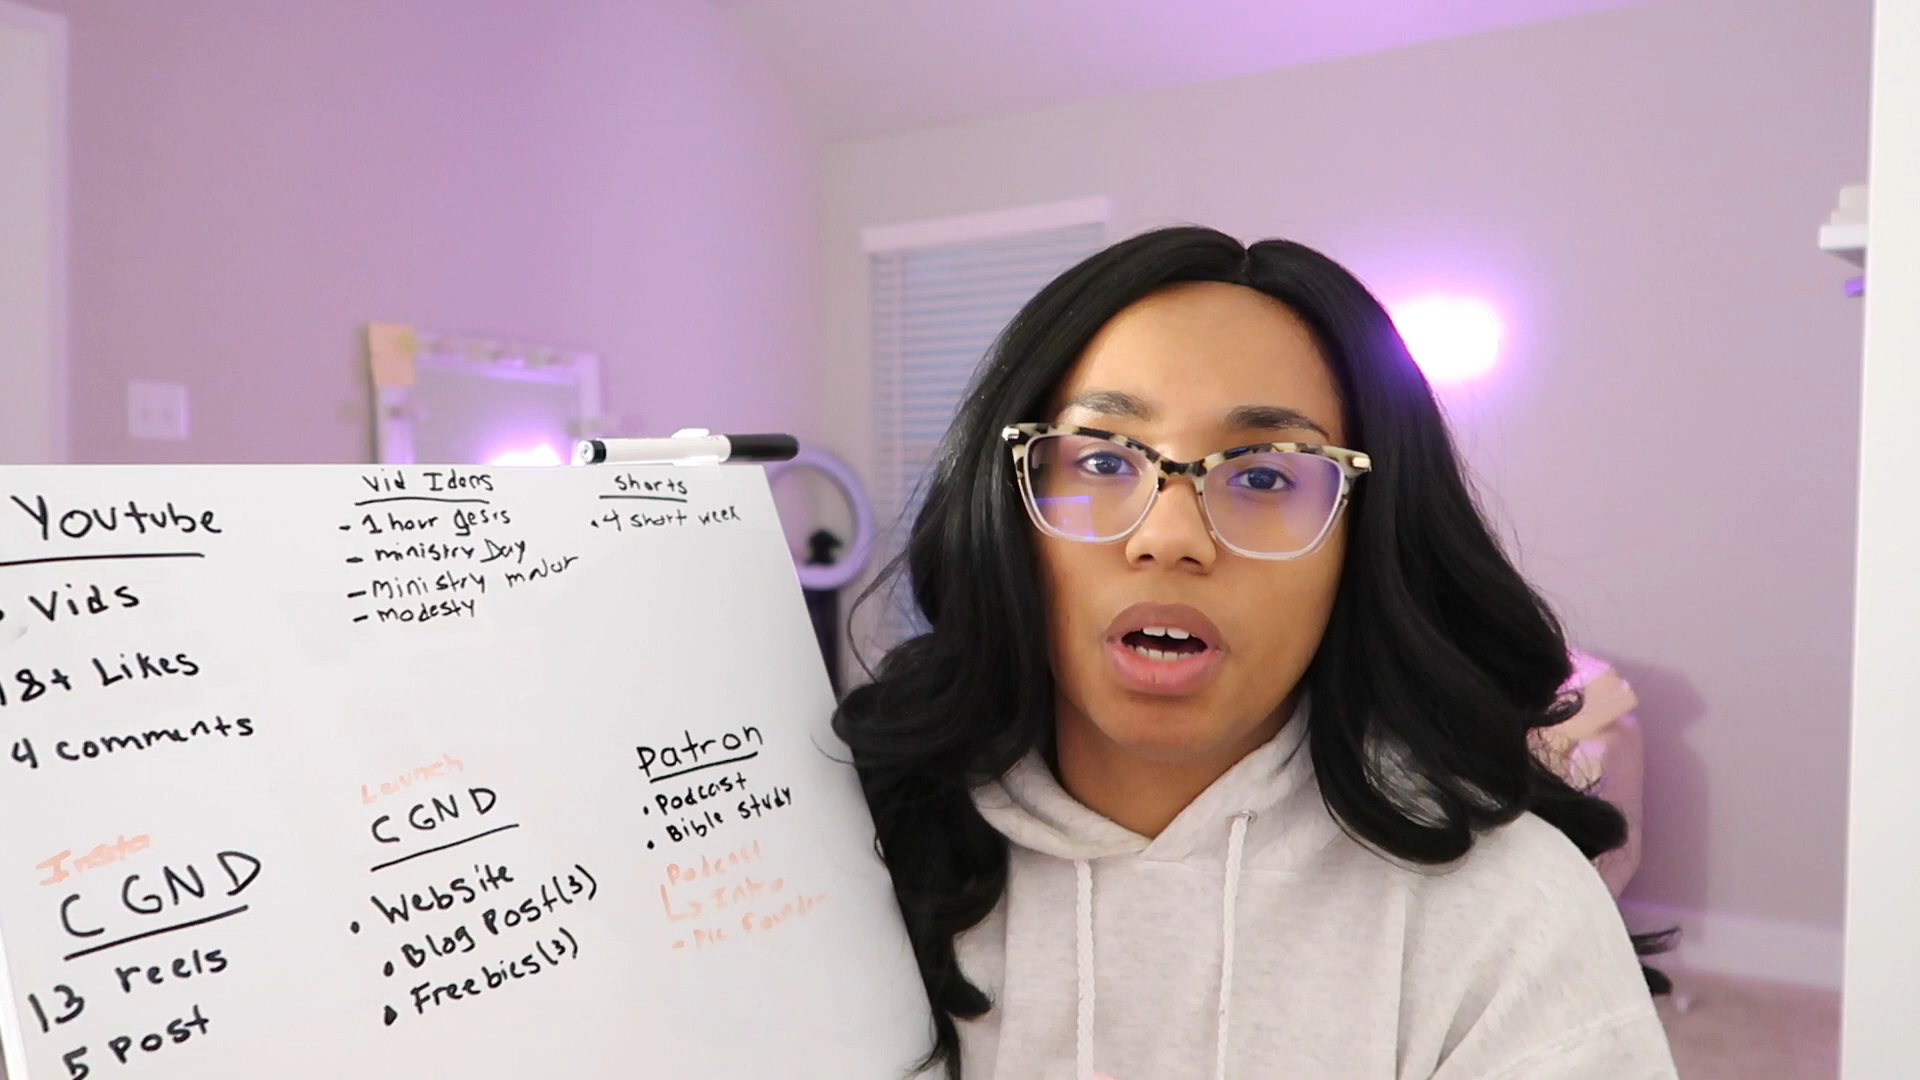 Youtube
Vids
18+ Likes
4 comments
Vid Ideas
- 1 hour
- ministry Day
- Ministry
- Modesty
Shorts
• 4 short week
Insta
CGND
13 reels
5 Post
Launch
CGND
• Website
• Blog Post(3)
• Freebies(3)
Patron
• Podcast
• Bible Study
Podcast
↳ Intro
- Pic Founder